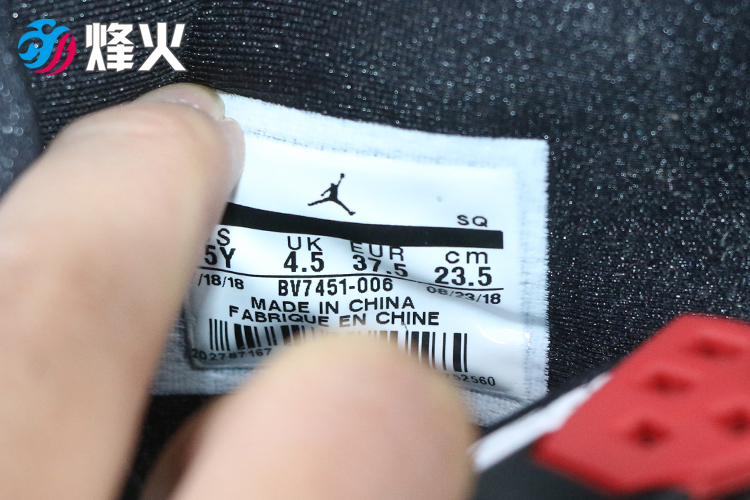 烽火
SQ
S UK EUR cm
5Y 4.5 37.5 23.5
/18/18 BV7451-006 08/23/18
MADE IN CHINA
FABRIQUE EN CHINE